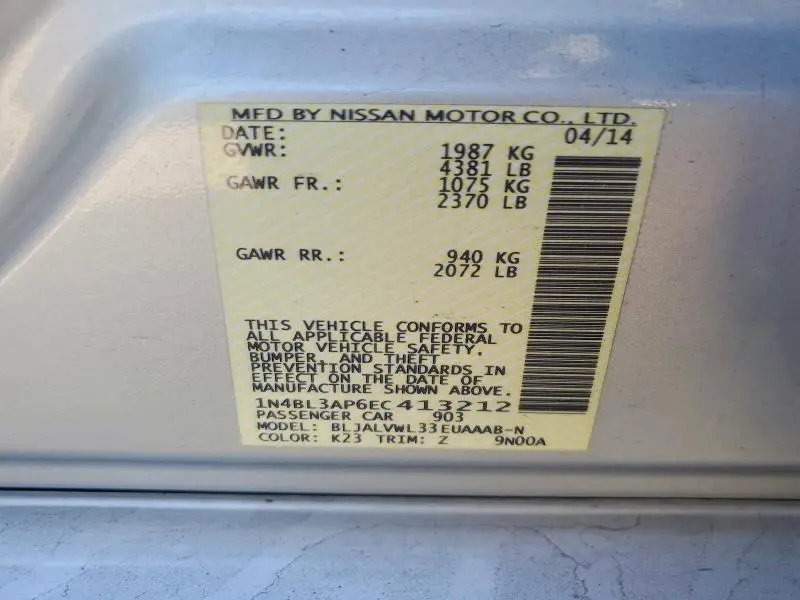 MFD BY NISSAN MOTOR CO., LTD.
DATE: 04/14
GVWR: 1987 KG
4381 LB
GAWR FR.: 1075 KG
2370 LB
GAWR RR.: 940 KG
2072 LB
THIS VEHICLE CONFORMS TO
ALL APPLICABLE FEDERAL
MOTOR VEHICLE SAFETY,
BUMPER, AND THEFT
PREVENTION STANDARDS IN
EFFECT ON THE DATE OF
MANUFACTURE SHOWN ABOVE.
1N4BL3AP6EC413212
PASSENGER CAR 903
MODEL: BLJALVWL33EUAAAB-N
COLOR: K23 TRIM: Z 9N00A